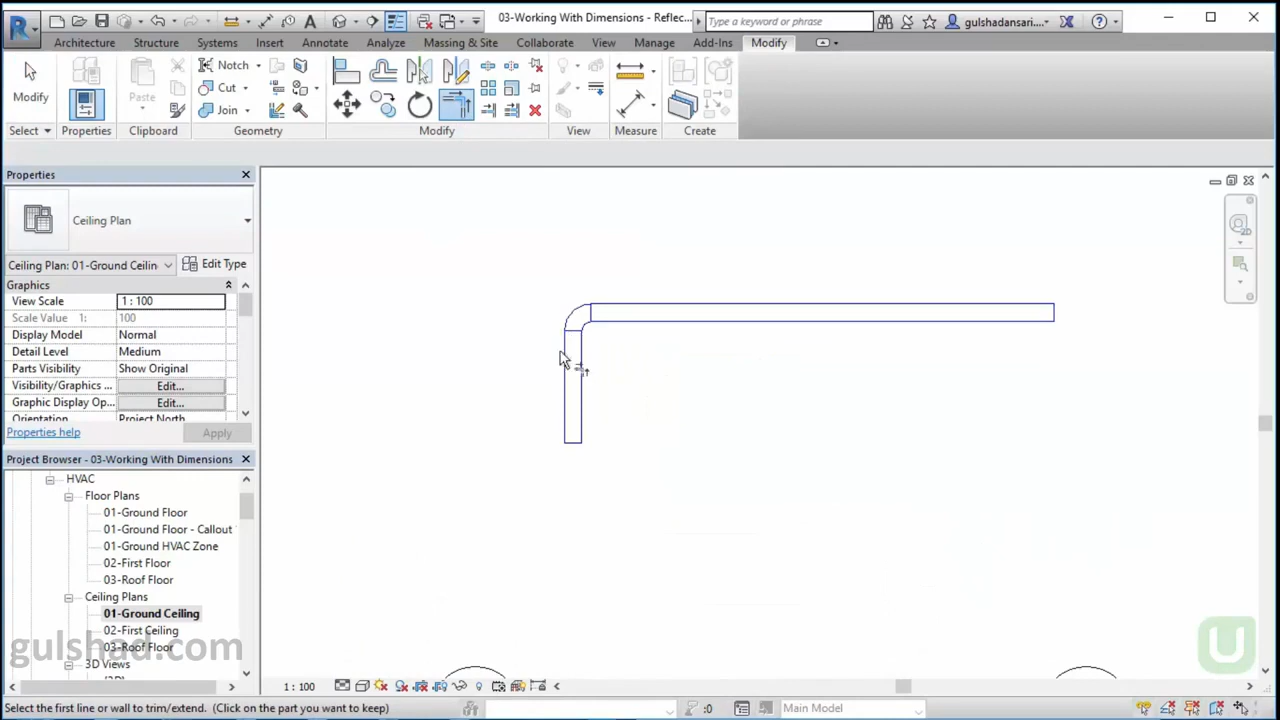 03-Working With Dimensions - Reflec...
Type a keyword or phrase
gulshadansari....
R
Architecture Structure Systems Insert Annotate Analyze Massing & Site Collaborate View Manage Add-Ins Modify
Modify
Paste
Notch
Cut
Join
Select Properties Clipboard Geometry Modify View Measure Create
Properties
Ceiling Plan
Ceiling Plan: 01-Ground Ceilin
Edit Type
Graphics
View Scale 1 : 100
Scale Value 1: 100
Display Model Normal
Detail Level Medium
Parts Visibility Show Original
Visibility/Graphics ... Edit...
Graphic Display Op... Edit...
Orientation Project North
Properties help
Apply
Project Browser - 03-Working With Dimensions
HVAC
Floor Plans
01-Ground Floor
01-Ground Floor - Callout
01-Ground HVAC Zone
02-First Floor
03-Roof Floor
Ceiling Plans
01-Ground Ceiling
02-First Ceiling
03-Roof Floor
3D Views
gulshad.com
U
2D
1 : 100
Select the first line or wall to trim/extend. (Click on the part you want to keep)
:0
Main Model